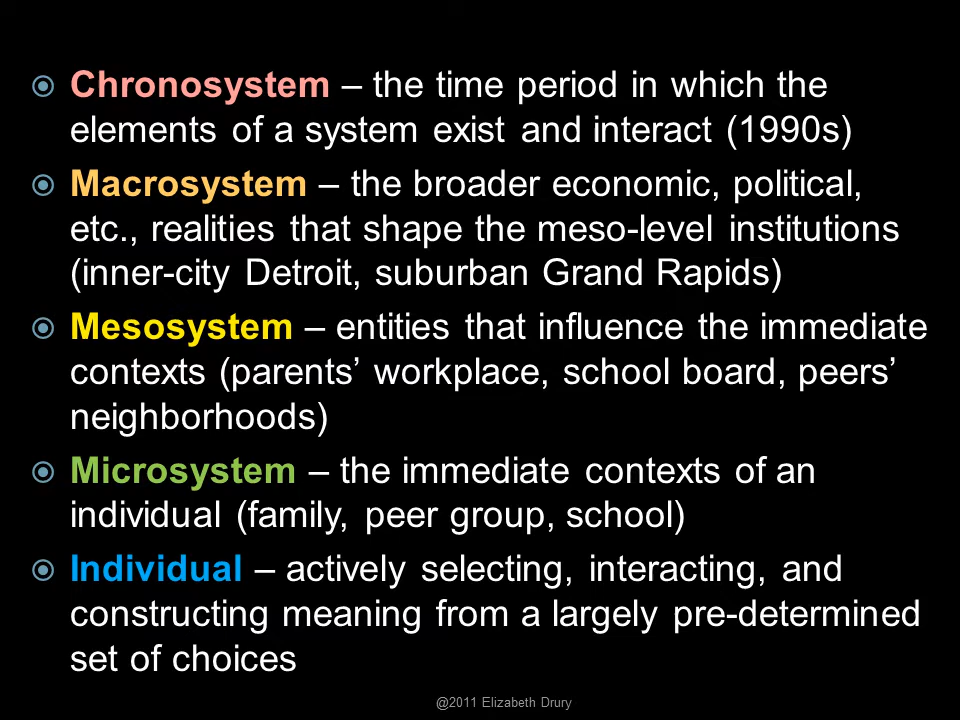 Chronosystem – the time period in which the
elements of a system exist and interact (1990s)
Macrosystem – the broader economic, political,
etc., realities that shape the meso-level institutions
(inner-city Detroit, suburban Grand Rapids)
Mesosystem – entities that influence the immediate
contexts (parents’ workplace, school board, peers’
neighborhoods)
Microsystem – the immediate contexts of an
individual (family, peer group, school)
Individual – actively selecting, interacting, and
constructing meaning from a largely pre-determined
set of choices
@2011 Elizabeth Drury